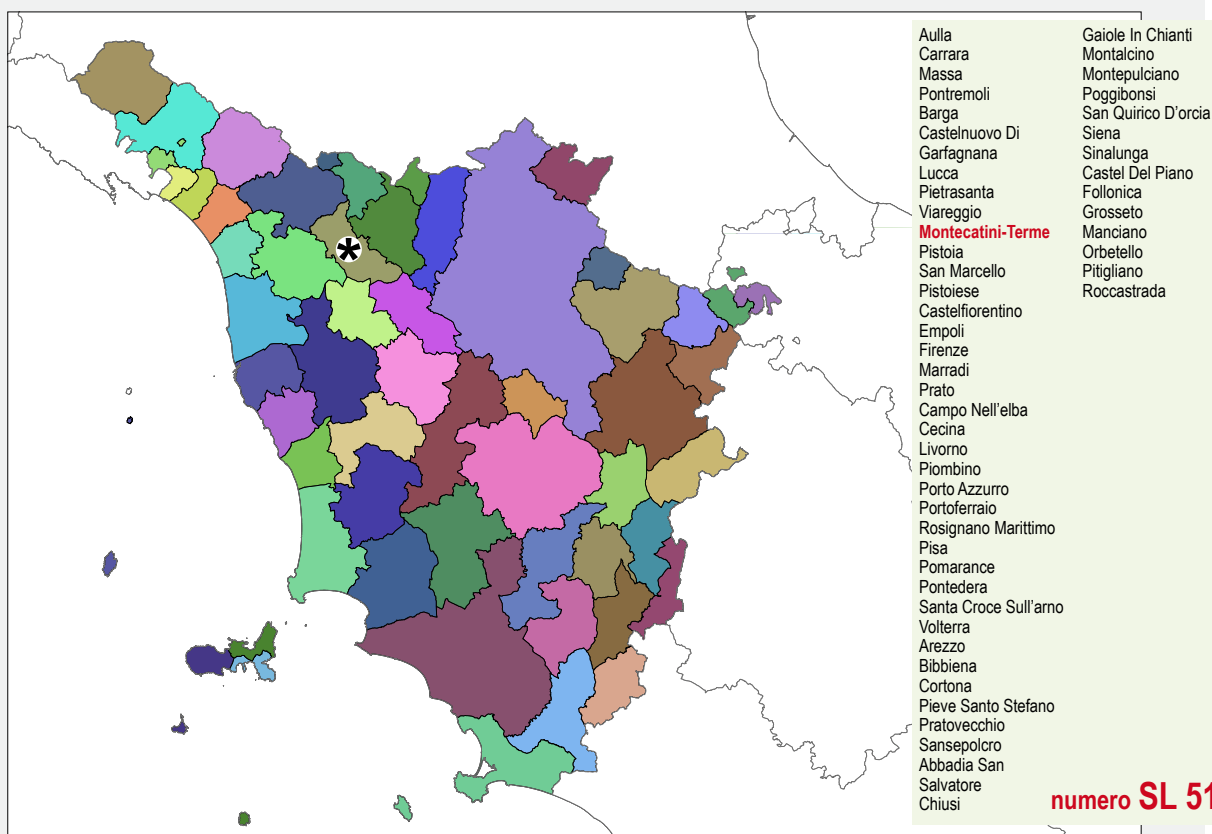 Aulla
Carrara
Massa
Pontremoli
Barga
Castelnuovo Di
Garfagnana
Lucca
Pietrasanta
Viareggio
Montecatini-Terme
Pistoia
San Marcello
Pistoiese
Castelfiorentino
Empoli
Firenze
Marradi
Prato
Campo Nell'elba
Cecina
Livorno
Piombino
Porto Azzurro
Portoferraio
Rosignano Marittimo
Pisa
Pomarance
Pontedera
Santa Croce Sull'arno
Volterra
Arezzo
Bibbiena
Cortona
Pieve Santo Stefano
Pratovecchio
Sansepolcro
Abbadia San
Salvatore
Chiusi
Gaiole In Chianti
Montalcino
Montepulciano
Poggibonsi
San Quirico D'orcia
Siena
Sinalunga
Castel Del Piano
Follonica
Grosseto
Manciano
Orbetello
Pitigliano
Roccastrada
numero SL 51
*